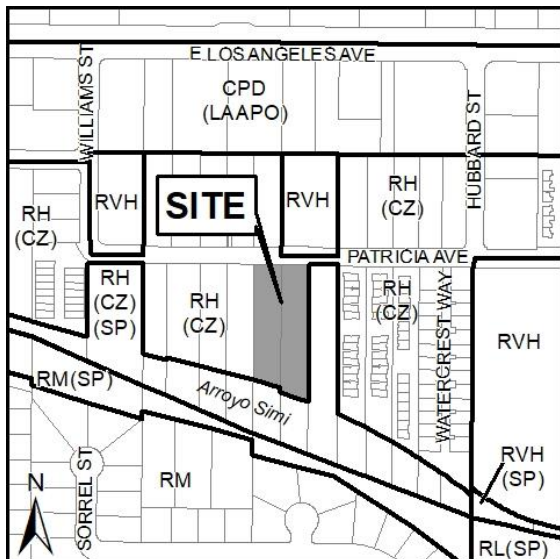 E LOS ANGELES AVE
WILLIAMS ST
CPD
(LAAPO)
HUBBARD ST
RH
(CZ)
RVH
SITE
RVH
RH
(CZ)
PATRICIA AVE
RH
(CZ)
(SP)
RH
(CZ)
RH
(CZ)
WATERCREST WAY
RVH
RM(SP)
Arroyo Simi
RVH
(SP)
N
SORREL ST
RM
RL(SP)